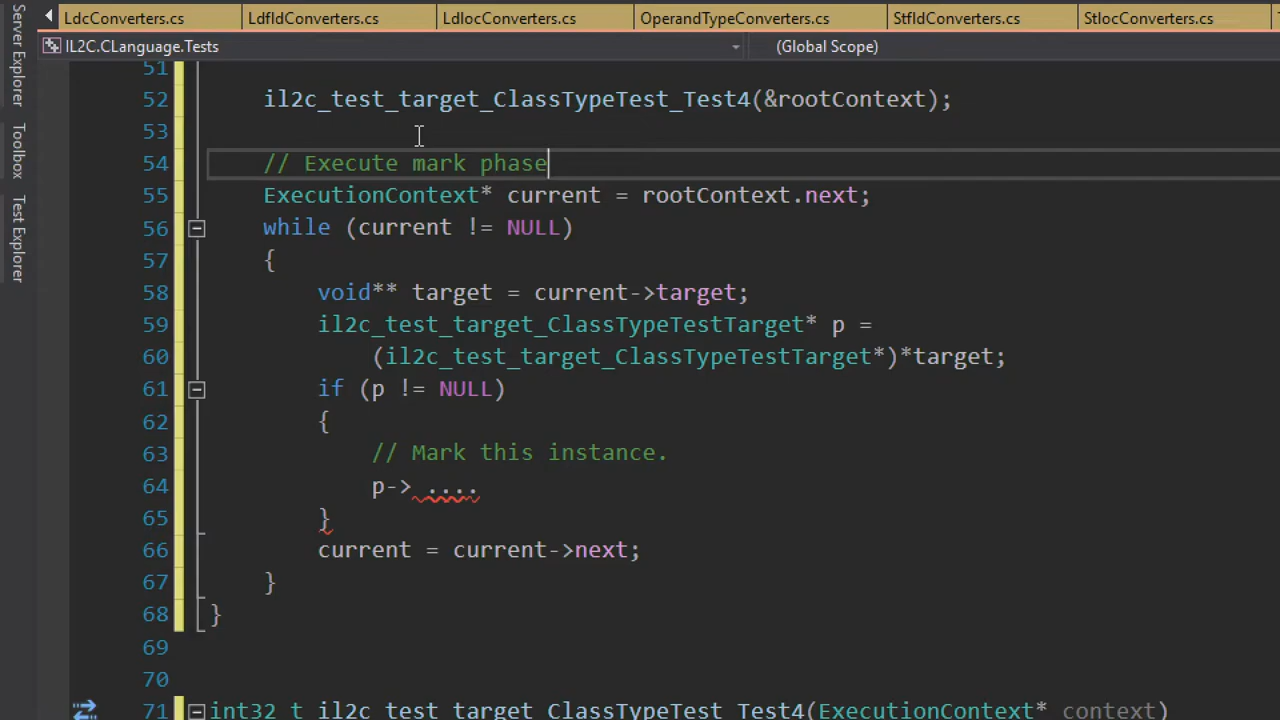 LdcConverters.cs LdfldConverters.cs LdlocConverters.cs OperandTypeConverters.cs StfldConverters.cs StlocConverters.cs
IL2C.CLanguage.Tests (Global Scope)
Server Explorer
Toolbox
Test Explorer
51
52 il2c_test_target_ClassTypeTest_Test4(&rootContext);
53
54 // Execute mark phase
55 ExecutionContext* current = rootContext.next;
56 while (current != NULL)
57 {
58 void** target = current->target;
59 il2c_test_target_ClassTypeTestTarget* p =
60 (il2c_test_target_ClassTypeTestTarget*)*target;
61 if (p != NULL)
62 {
63 // Mark this instance.
64 p-> ....
65 }
66 current = current->next;
67 }
68 }
69
70
71 int32_t il2c_test_target_ClassTypeTest_Test4(ExecutionContext* context)